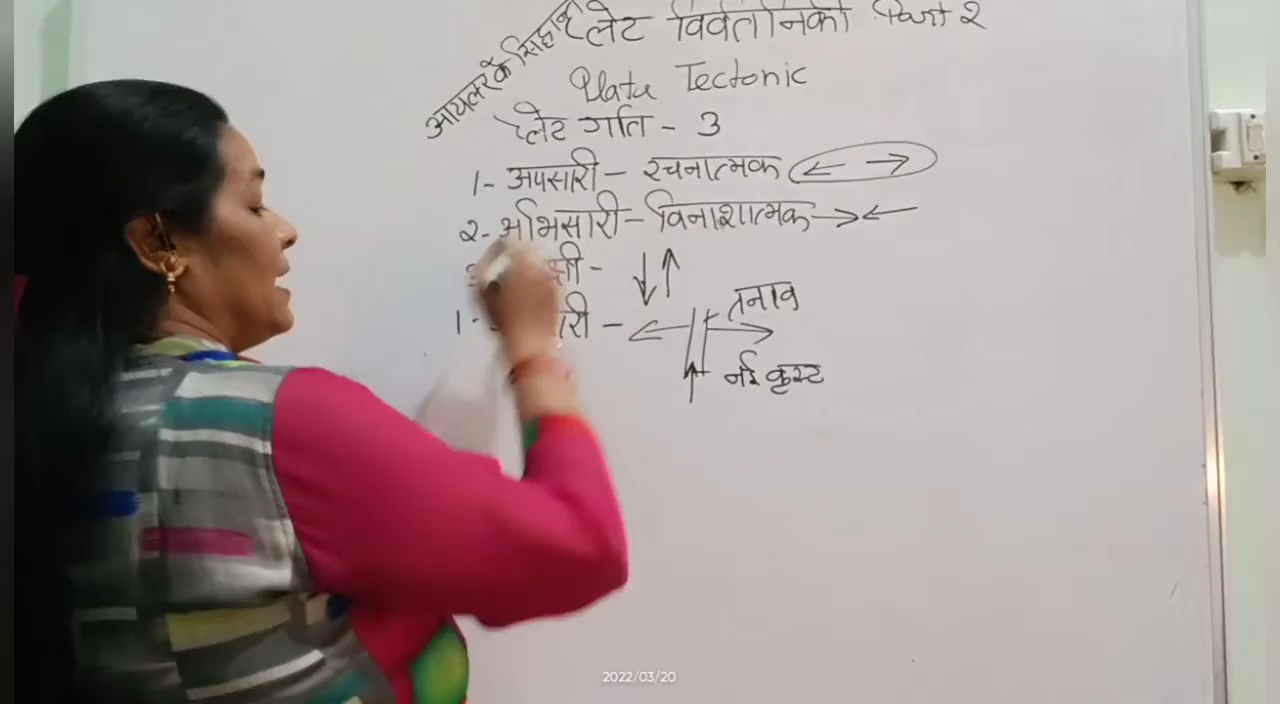 आयलर के सिद्धान्त
प्लेट विवर्तनिकी Part 2
Plate Tectonic
प्लेट गति - 3
1- अपसारी - रचनात्मक ← →
2- अभिसारी - विनाशात्मक → ←
- ↓ ↑
1- - ← → तनाव
नई क्रस्ट
2022/03/20